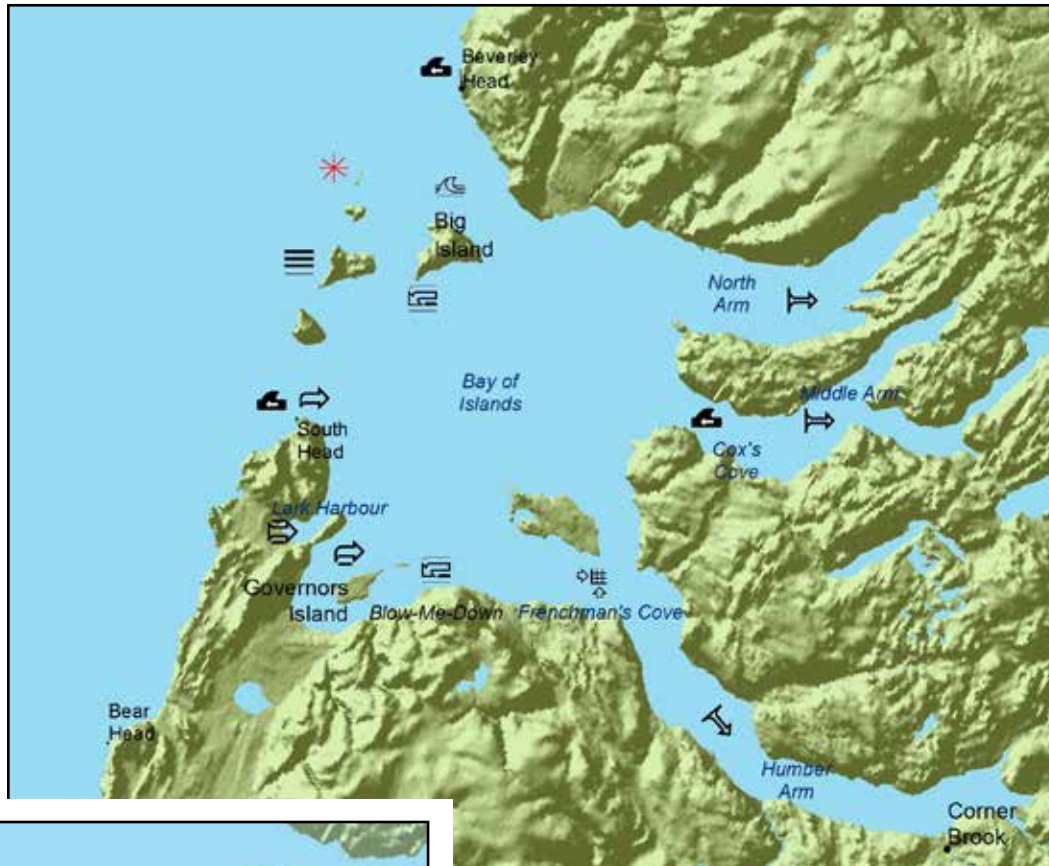 Beverley
Head
Big
Island
North
Arm
Bay of
Islands
Middle Arm
South
Head
Cox's
Cove
Lark Harbour
Governors
Island
Blow-Me-Down
Frenchman's Cove
Bear
Head
Humber
Arm
Corner
Brook